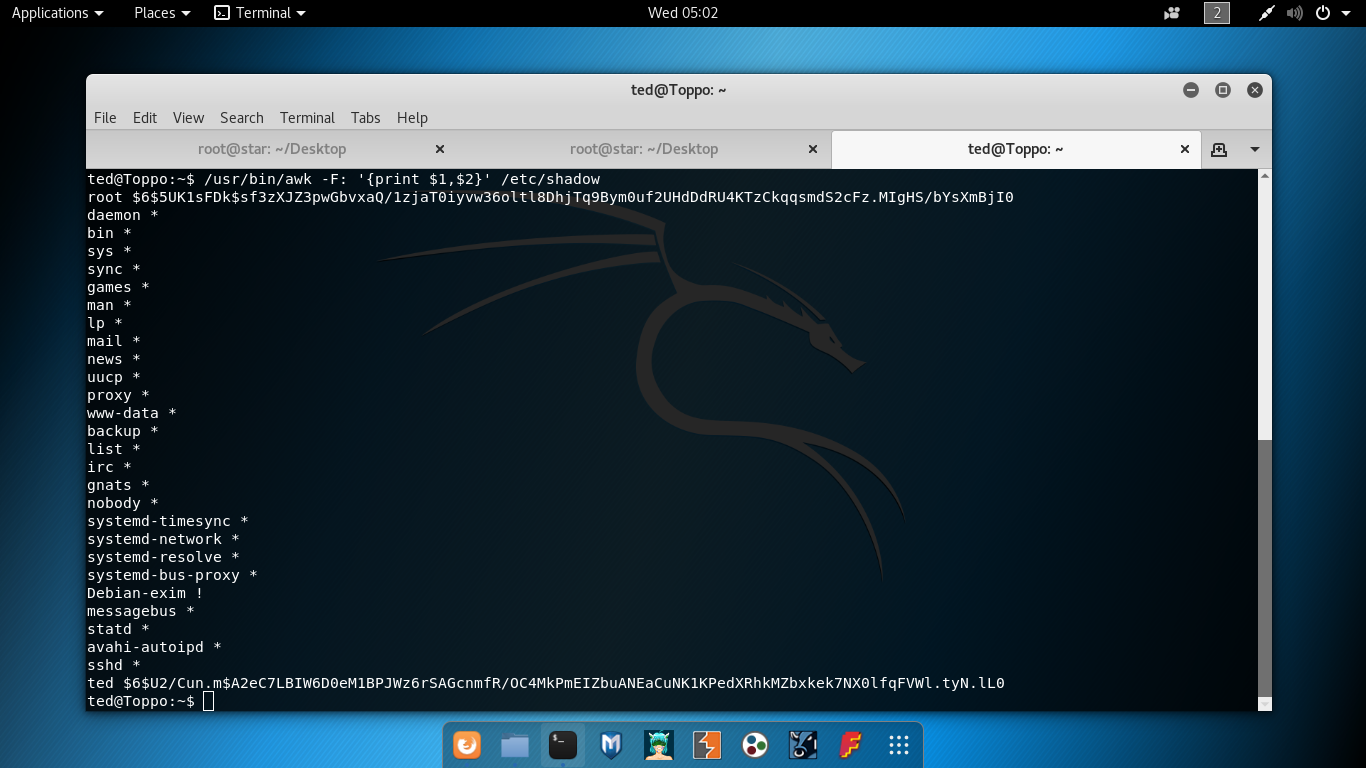 Applications Places Terminal Wed 05:02 2
ted@Toppo: ~
File Edit View Search Terminal Tabs Help
root@star: ~/Desktop root@star: ~/Desktop ted@Toppo: ~
ted@Toppo:~$ /usr/bin/awk -F: '{print $1,$2}' /etc/shadow
root $6$5UK1sFDk$sf3zXJZ3pwGbvxaQ/1zjaT0iyvw36oltl8DhjTq9Bym0uf2UHdDdRU4KTzCkqqsmdS2cFz.MIgHS/bYsXmBjI0
daemon *
bin *
sys *
sync *
games *
man *
lp *
mail *
news *
uucp *
proxy *
www-data *
backup *
list *
irc *
gnats *
nobody *
systemd-timesync *
systemd-network *
systemd-resolve *
systemd-bus-proxy *
Debian-exim !
messagebus *
statd *
avahi-autoipd *
sshd *
ted $6$U2/Cun.m$A2eC7LBIW6D0eM1BPJWz6rSAGcnmfR/OC4MkPmEIZbuANEaCuNK1KPedXRhkMZbxkek7NX0lfqFVWl.tyN.lL0
ted@Toppo:~$